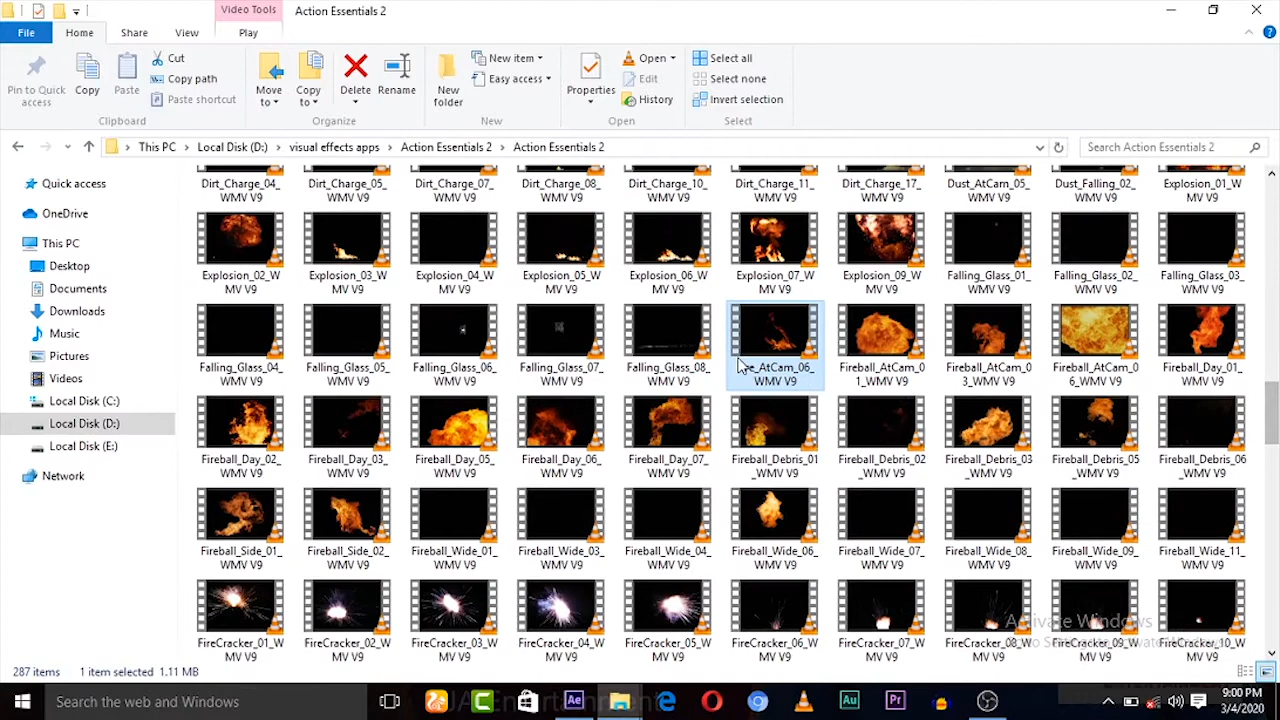 Video Tools
Action Essentials 2
File
Home
Share
View
Play
Pin to Quick access
Copy
Paste
Cut
Copy path
Paste shortcut
Clipboard
Move to
Copy to
Delete
Rename
Organize
New folder
New item
Easy access
New
Properties
Open
Edit
History
Open
Select all
Select none
Invert selection
Select
This PC
Local Disk (D:)
visual effects apps
Action Essentials 2
Action Essentials 2
Search Action Essentials 2
Quick access
OneDrive
This PC
Desktop
Documents
Downloads
Music
Pictures
Videos
Local Disk (C:)
Local Disk (D:)
Local Disk (E:)
Network
Dirt_Charge_04_WMV V9
Dirt_Charge_05_WMV V9
Dirt_Charge_07_WMV V9
Dirt_Charge_08_WMV V9
Dirt_Charge_10_WMV V9
Dirt_Charge_11_WMV V9
Dirt_Charge_17_WMV V9
Dust_AtCam_05_WMV V9
Dust_Falling_02_WMV V9
Explosion_01_WMV V9
Explosion_02_WMV V9
Explosion_03_WMV V9
Explosion_04_WMV V9
Explosion_05_WMV V9
Explosion_06_WMV V9
Explosion_07_WMV V9
Explosion_09_WMV V9
Falling_Glass_01_WMV V9
Falling_Glass_02_WMV V9
Falling_Glass_03_WMV V9
Falling_Glass_04_WMV V9
Falling_Glass_05_WMV V9
Falling_Glass_06_WMV V9
Falling_Glass_07_WMV V9
Falling_Glass_08_WMV V9
re_AtCam_06_WMV V9
Fireball_AtCam_01_WMV V9
Fireball_AtCam_03_WMV V9
Fireball_AtCam_06_WMV V9
Fireball_Day_01_WMV V9
Fireball_Day_02_WMV V9
Fireball_Day_03_WMV V9
Fireball_Day_05_WMV V9
Fireball_Day_06_WMV V9
Fireball_Day_07_WMV V9
Fireball_Debris_01_WMV V9
Fireball_Debris_02_WMV V9
Fireball_Debris_03_WMV V9
Fireball_Debris_05_WMV V9
Fireball_Debris_06_WMV V9
Fireball_Side_01_WMV V9
Fireball_Side_02_WMV V9
Fireball_Wide_01_WMV V9
Fireball_Wide_03_WMV V9
Fireball_Wide_04_WMV V9
Fireball_Wide_06_WMV V9
Fireball_Wide_07_WMV V9
Fireball_Wide_08_WMV V9
Fireball_Wide_09_WMV V9
Fireball_Wide_11_WMV V9
FireCracker_01_WMV V9
FireCracker_02_WMV V9
FireCracker_03_WMV V9
FireCracker_04_WMV V9
FireCracker_05_WMV V9
FireCracker_06_WMV V9
FireCracker_07_WMV V9
FireCracker_08_WMV V9
FireCracker_09_WMV V9
FireCracker_10_WMV V9
Activate Windows
287 items
1 item selected 1.11 MB
Search the web and Windows
Ae
Au
Pr
9:00 PM
3/4/2020